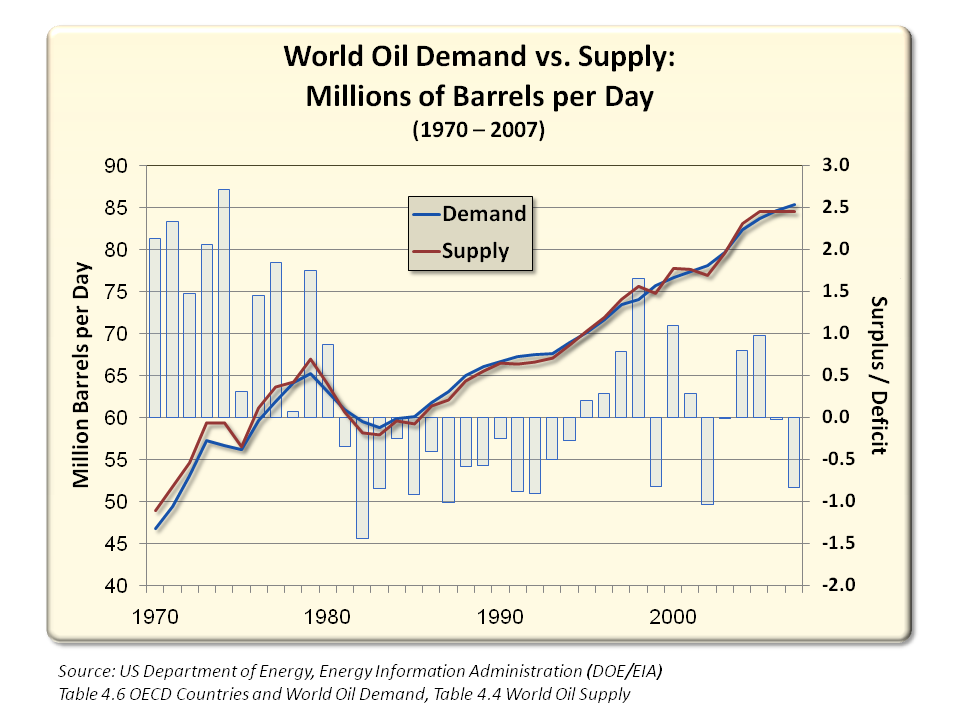 World Oil Demand vs. Supply:
Millions of Barrels per Day
(1970 – 2007)
90
85
80
75
70
65
60
55
50
45
40
Million Barrels per Day
Demand
Supply
3.0
2.5
2.0
1.5
1.0
0.5
0.0
-0.5
-1.0
-1.5
-2.0
Surplus / Deficit
1970
1980
1990
2000
Source: US Department of Energy, Energy Information Administration (DOE/EIA)
Table 4.6 OECD Countries and World Oil Demand, Table 4.4 World Oil Supply